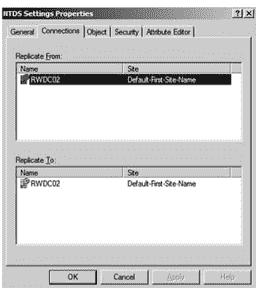 NTDS Settings Properties
General Connections Object Security Attribute Editor
Replicate From:
Name Site
RWDC02 Default-First-Site-Name
Replicate To:
Name Site
RWDC02 Default-First-Site-Name
OK Cancel Apply Help